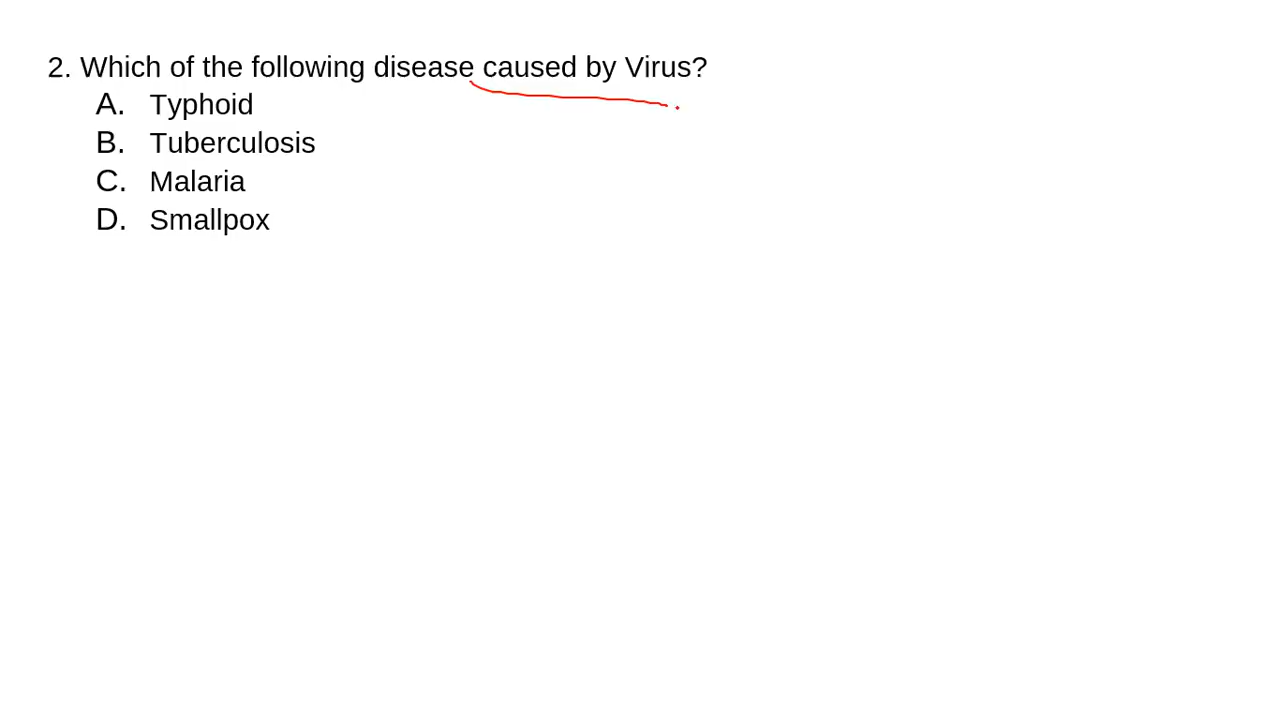 2. Which of the following disease caused by Virus?
A. Typhoid
B. Tuberculosis
C. Malaria
D. Smallpox